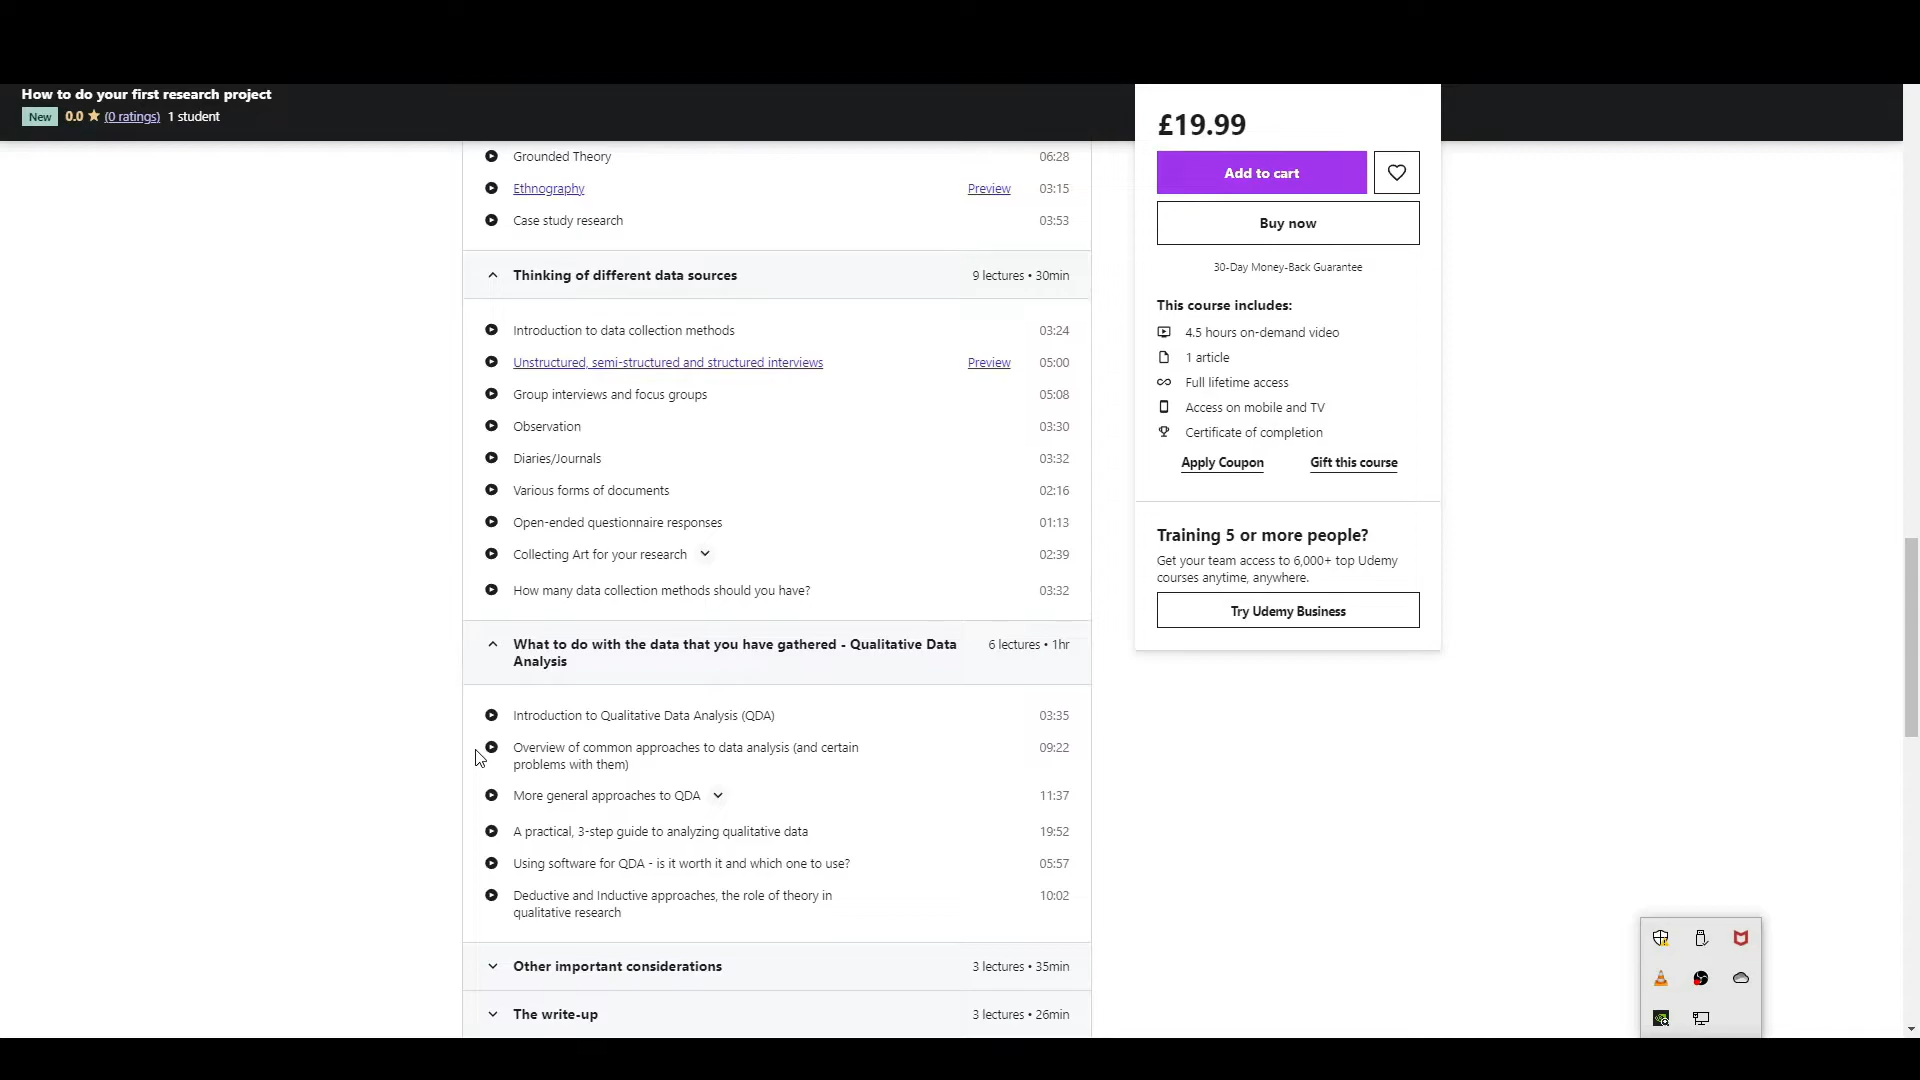 How to do your first research project
New 0.0 (0 ratings) 1 student
Grounded Theory 06:28
Ethnography Preview 03:15
Case study research 03:53
Thinking of different data sources 9 lectures • 30min
Introduction to data collection methods 03:24
Unstructured, semi-structured and structured interviews Preview 05:00
Group interviews and focus groups 05:08
Observation 03:30
Diaries/Journals 03:32
Various forms of documents 02:16
Open-ended questionnaire responses 01:13
Collecting Art for your research 02:39
How many data collection methods should you have? 03:32
What to do with the data that you have gathered - Qualitative Data 6 lectures • 1hr
Analysis
Introduction to Qualitative Data Analysis (QDA) 03:35
Overview of common approaches to data analysis (and certain 09:22
problems with them)
More general approaches to QDA 11:37
A practical, 3-step guide to analyzing qualitative data 19:52
Using software for QDA - is it worth it and which one to use? 05:57
Deductive and Inductive approaches, the role of theory in 10:02
qualitative research
Other important considerations 3 lectures • 35min
The write-up 3 lectures • 26min
£19.99
Add to cart
Buy now
30-Day Money-Back Guarantee
This course includes:
4.5 hours on-demand video
1 article
Full lifetime access
Access on mobile and TV
Certificate of completion
Apply Coupon Gift this course
Training 5 or more people?
Get your team access to 6,000+ top Udemy
courses anytime, anywhere.
Try Udemy Business